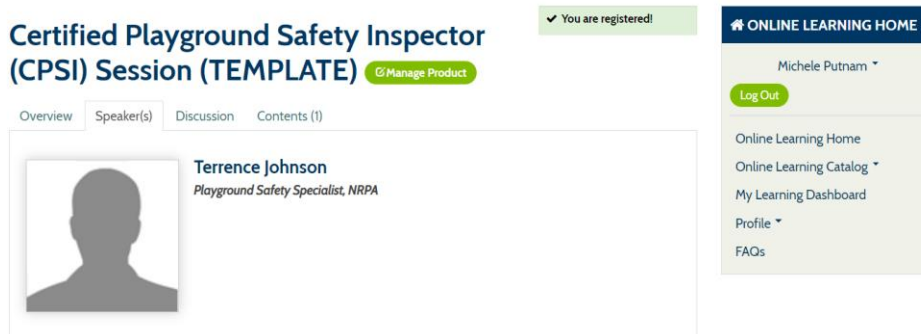 Certified Playground Safety Inspector
(CPSI) Session (TEMPLATE) Manage Product
✔ You are registered!
Overview Speaker(s) Discussion Contents (1)
Terrence Johnson
Playground Safety Specialist, NRPA
ONLINE LEARNING HOME
Michele Putnam
Log Out
Online Learning Home
Online Learning Catalog
My Learning Dashboard
Profile
FAQs